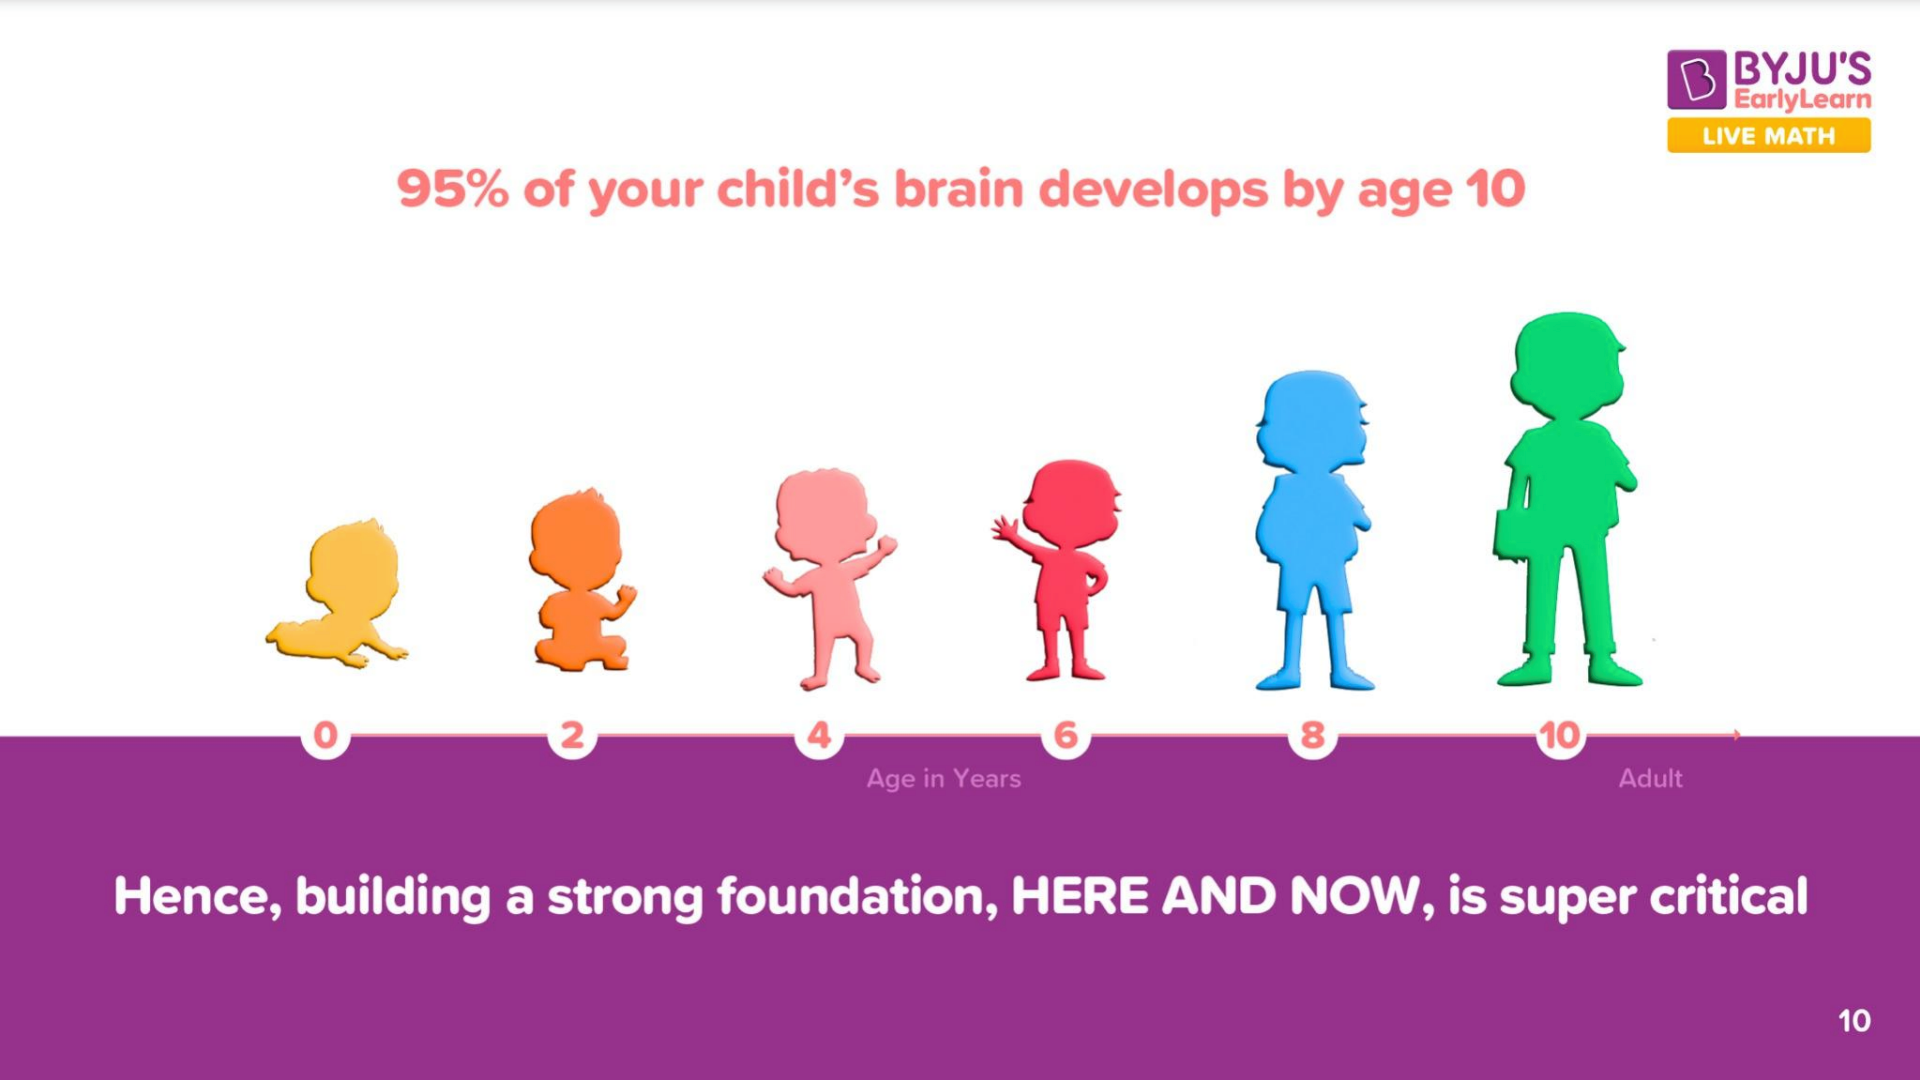 BYJU'S
EarlyLearn
LIVE MATH
95% of your child’s brain develops by age 10
0 2 4 6 8 10
Age in Years Adult
Hence, building a strong foundation, HERE AND NOW, is super critical
10